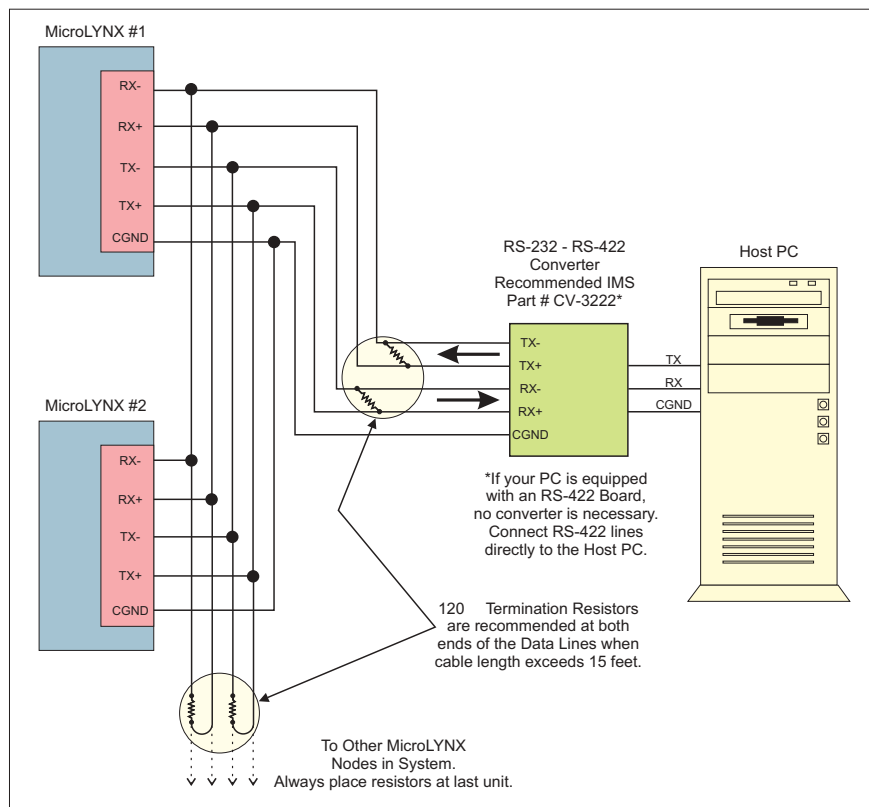 MicroLYNX #1
RX-
RX+
TX-
TX+
CGND
RS-232 - RS-422
Converter
Recommended IMS
Part # CV-3222*
Host PC
TX-
TX+
RX-
RX+
CGND
TX
RX
CGND
MicroLYNX #2
RX-
RX+
TX-
TX+
CGND
*If your PC is equipped
with an RS-422 Board,
no converter is necessary.
Connect RS-422 lines
directly to the Host PC.
120 Termination Resistors
are recommended at both
ends of the Data Lines when
cable length exceeds 15 feet.
To Other MicroLYNX
Nodes in System.
Always place resistors at last unit.